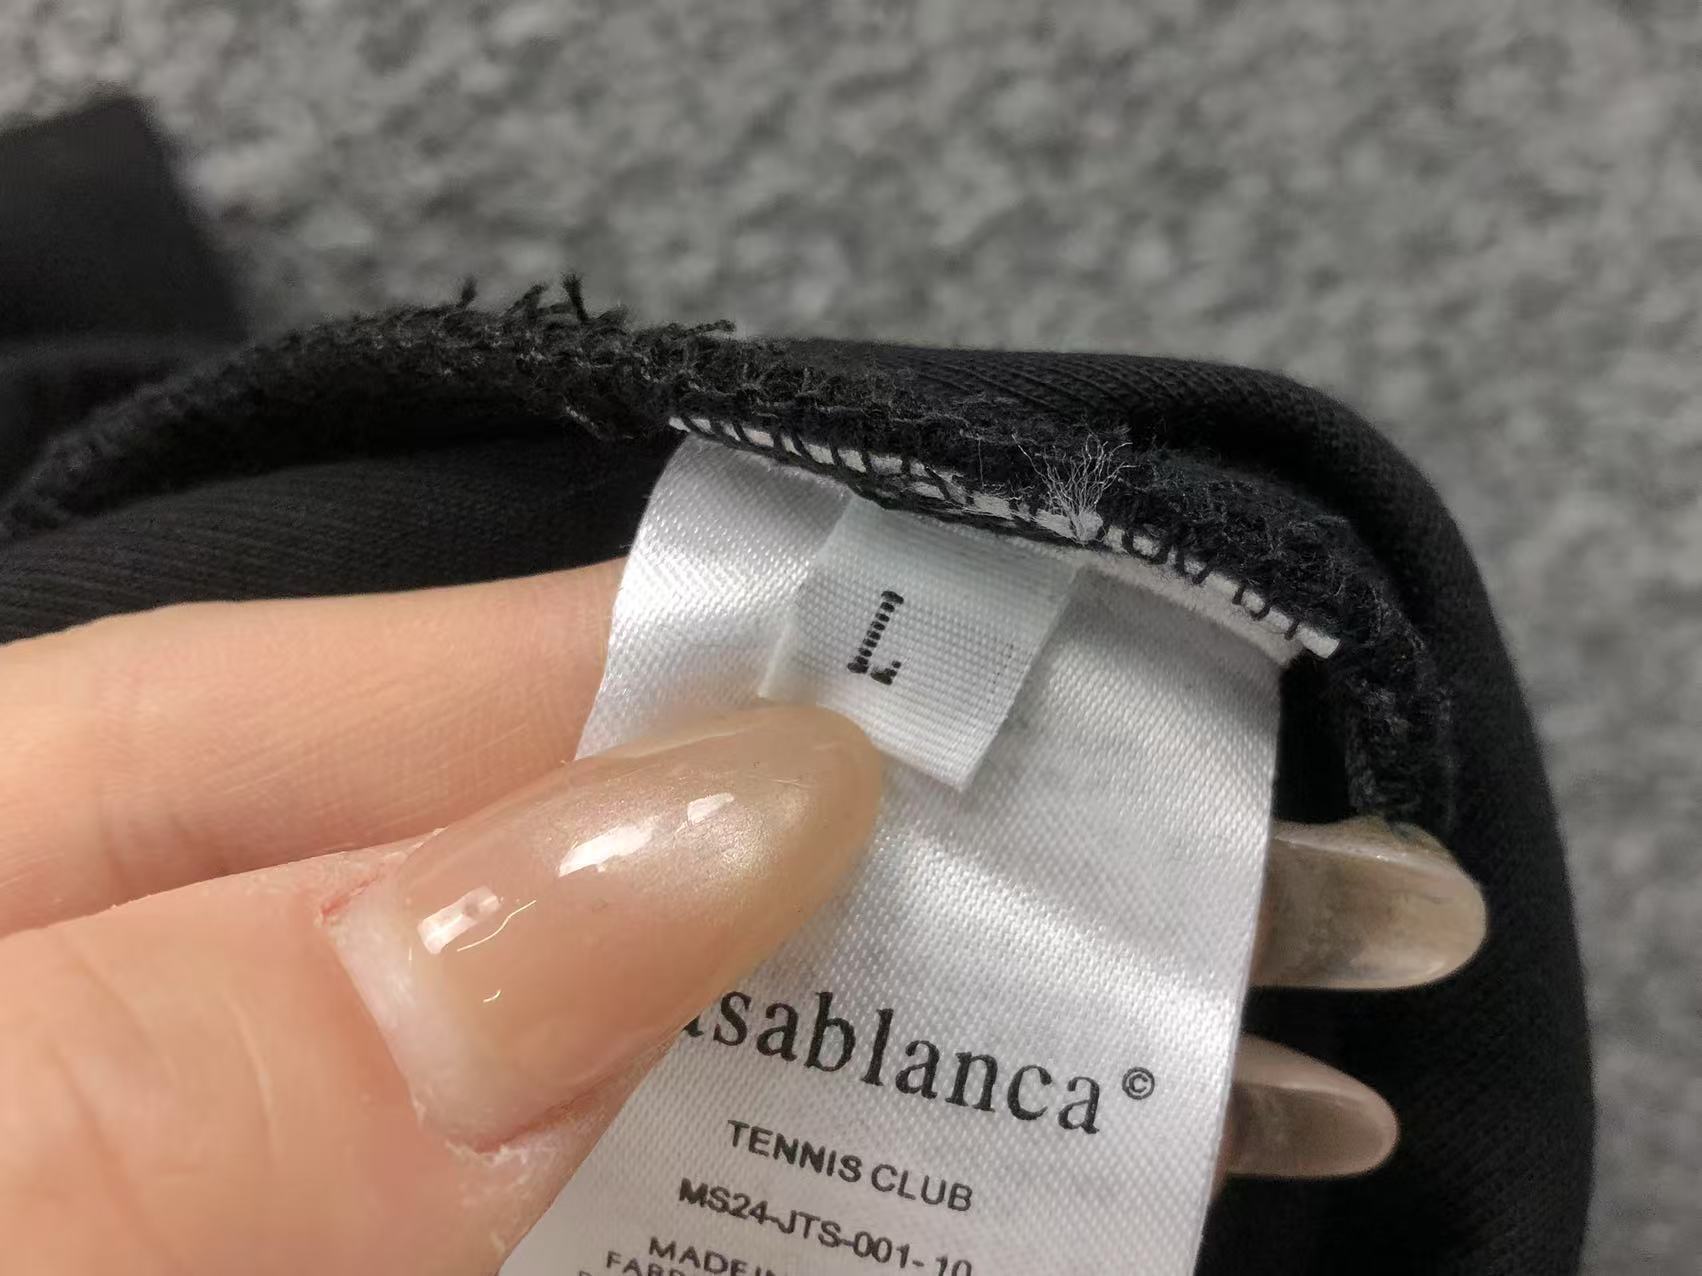 L
asablanca©
TENNIS CLUB
MS24-JTS-001-10
MADE